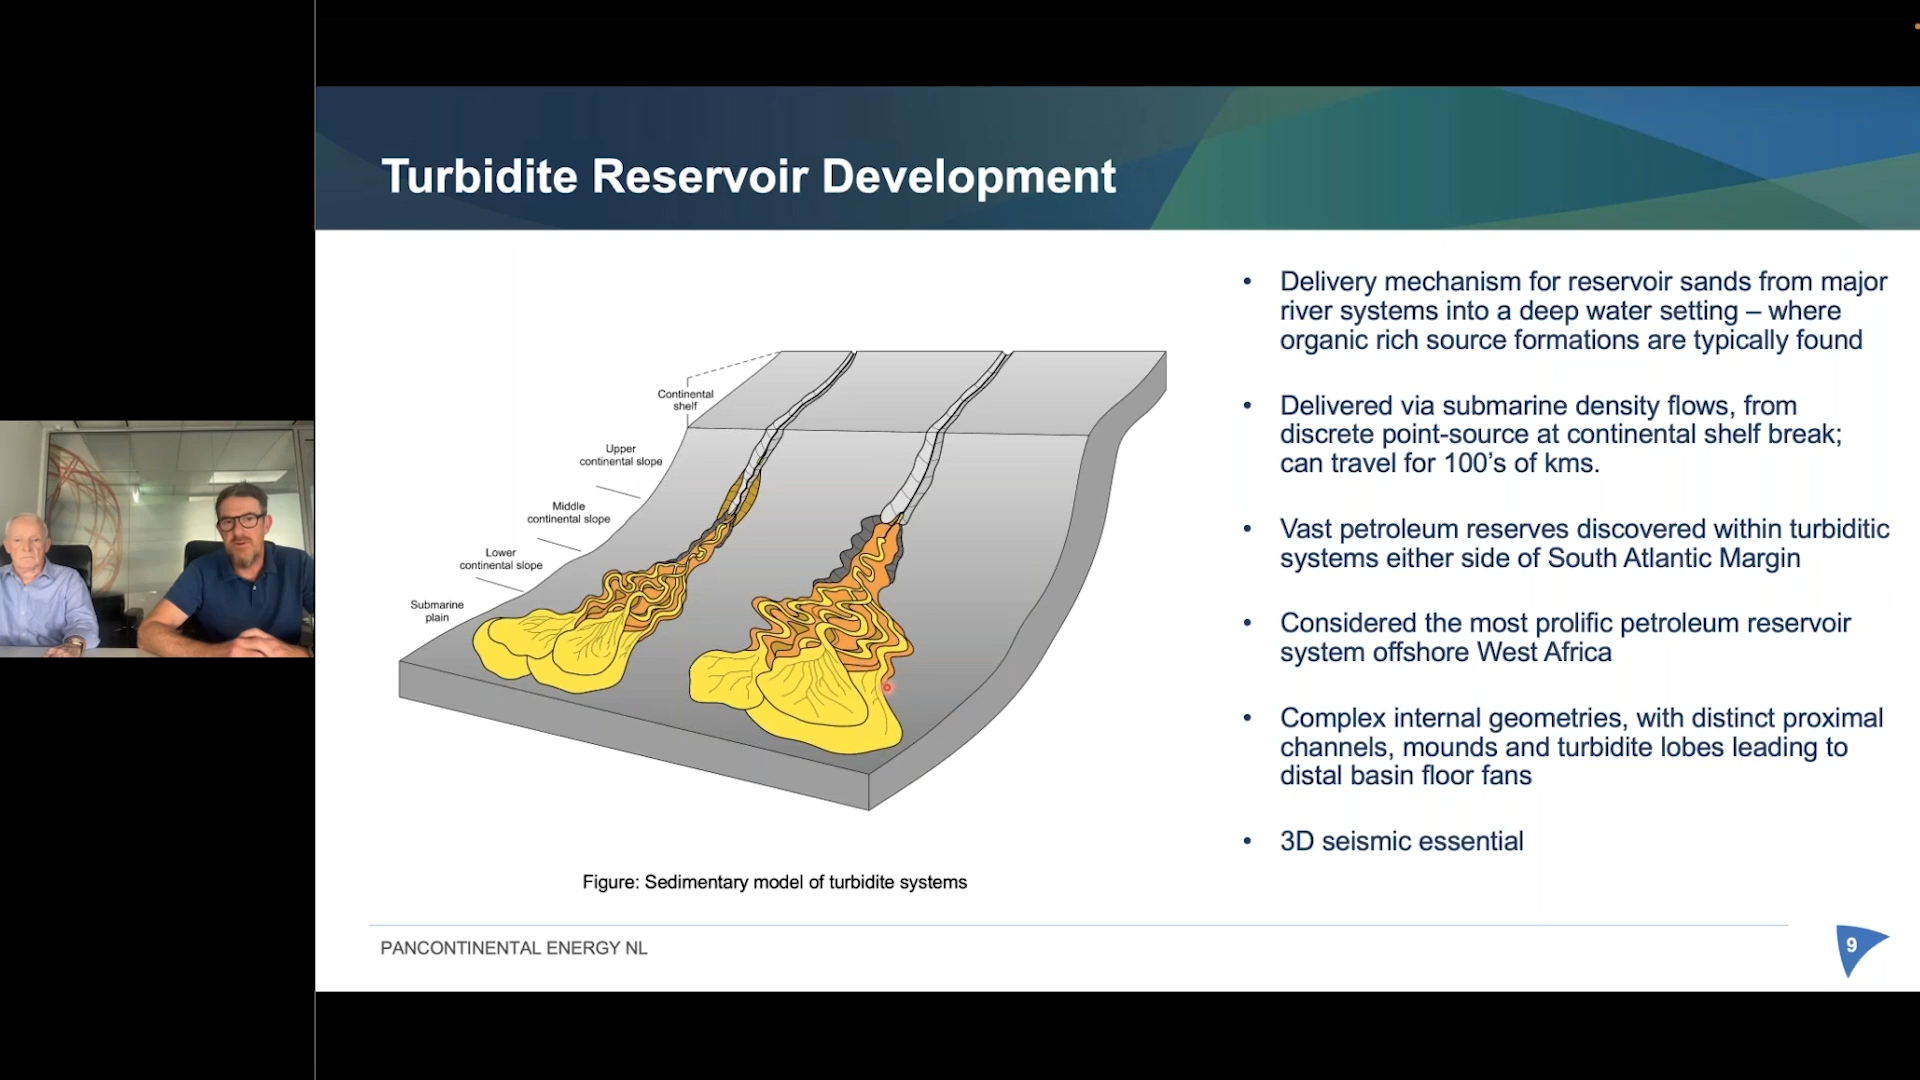 Turbidite Reservoir Development
Continental
shelf
Upper
continental slope
Middle
continental slope
Lower
continental slope
Submarine
plain
Figure: Sedimentary model of turbidite systems
• Delivery mechanism for reservoir sands from major
river systems into a deep water setting – where
organic rich source formations are typically found
• Delivered via submarine density flows, from
discrete point-source at continental shelf break;
can travel for 100’s of kms.
• Vast petroleum reserves discovered within turbiditic
systems either side of South Atlantic Margin
• Considered the most prolific petroleum reservoir
system offshore West Africa
• Complex internal geometries, with distinct proximal
channels, mounds and turbidite lobes leading to
distal basin floor fans
• 3D seismic essential
PANCONTINENTAL ENERGY NL
9